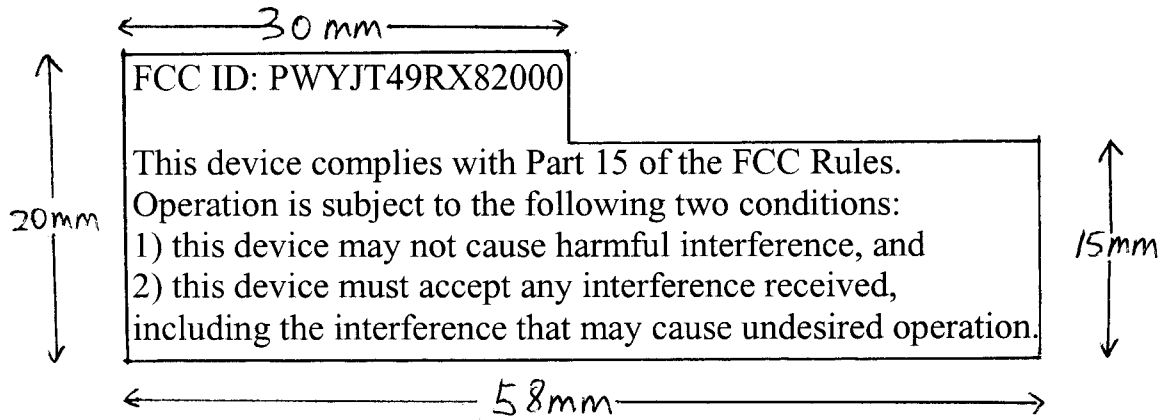 30 mm
FCC ID: PWYJT49RX82000
This device complies with Part 15 of the FCC Rules.
Operation is subject to the following two conditions:
20mm
1) this device may not cause harmful interference, and
15mm
2) this device must accept any interference received,
including the interference that may cause undesired operation.
58mm